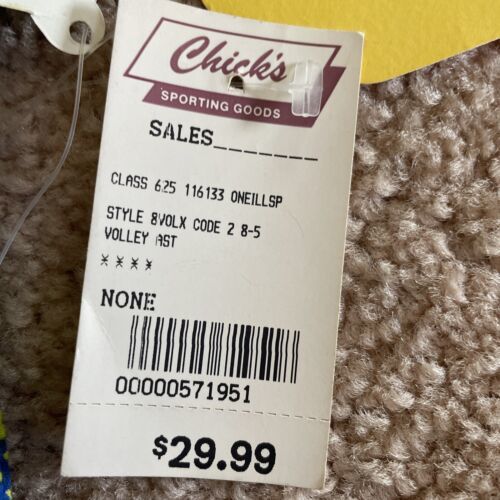 Chick's
SPORTING GOODS
SALES_______
CLASS 625 116133 ONEILLSP
STYLE 8VOLX CODE 2 8-5
VOLLEY AST
****
NONE
00000571951
$29.99